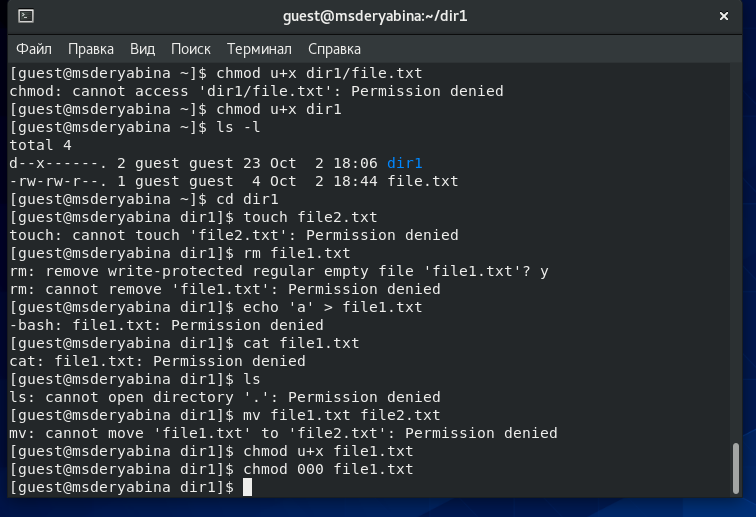 guest@msderyabina:~/dir1
Файл Правка Вид Поиск Терминал Справка
[guest@msderyabina ~]$ chmod u+x dir1/file.txt
chmod: cannot access 'dir1/file.txt': Permission denied
[guest@msderyabina ~]$ chmod u+x dir1
[guest@msderyabina ~]$ ls -l
total 4
d--x------. 2 guest guest 23 Oct  2 18:06 dir1
-rw-rw-r--. 1 guest guest  4 Oct  2 18:44 file.txt
[guest@msderyabina ~]$ cd dir1
[guest@msderyabina dir1]$ touch file2.txt
touch: cannot touch 'file2.txt': Permission denied
[guest@msderyabina dir1]$ rm file1.txt
rm: remove write-protected regular empty file 'file1.txt'? y
rm: cannot remove 'file1.txt': Permission denied
[guest@msderyabina dir1]$ echo 'a' > file1.txt
-bash: file1.txt: Permission denied
[guest@msderyabina dir1]$ cat file1.txt
cat: file1.txt: Permission denied
[guest@msderyabina dir1]$ ls
ls: cannot open directory '.': Permission denied
[guest@msderyabina dir1]$ mv file1.txt file2.txt
mv: cannot move 'file1.txt' to 'file2.txt': Permission denied
[guest@msderyabina dir1]$ chmod u+x file1.txt
[guest@msderyabina dir1]$ chmod 000 file1.txt
[guest@msderyabina dir1]$